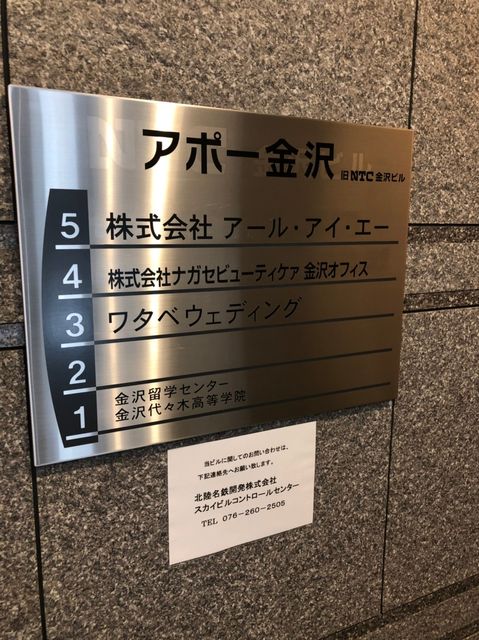 アポー金沢 旧NTC金沢ビル
5 株式会社 アール・アイ・エー
4 株式会社ナガセビューティケァ 金沢オフィス
3 ワタベウェディング
2
1 金沢留学センター
金沢代々木高等学院
当ビルに関してのお問い合わせは、
下記連絡先へお願い致します。
北陸名鉄開発株式会社
スカイビルコントロールセンター
TEL 076-260-2505